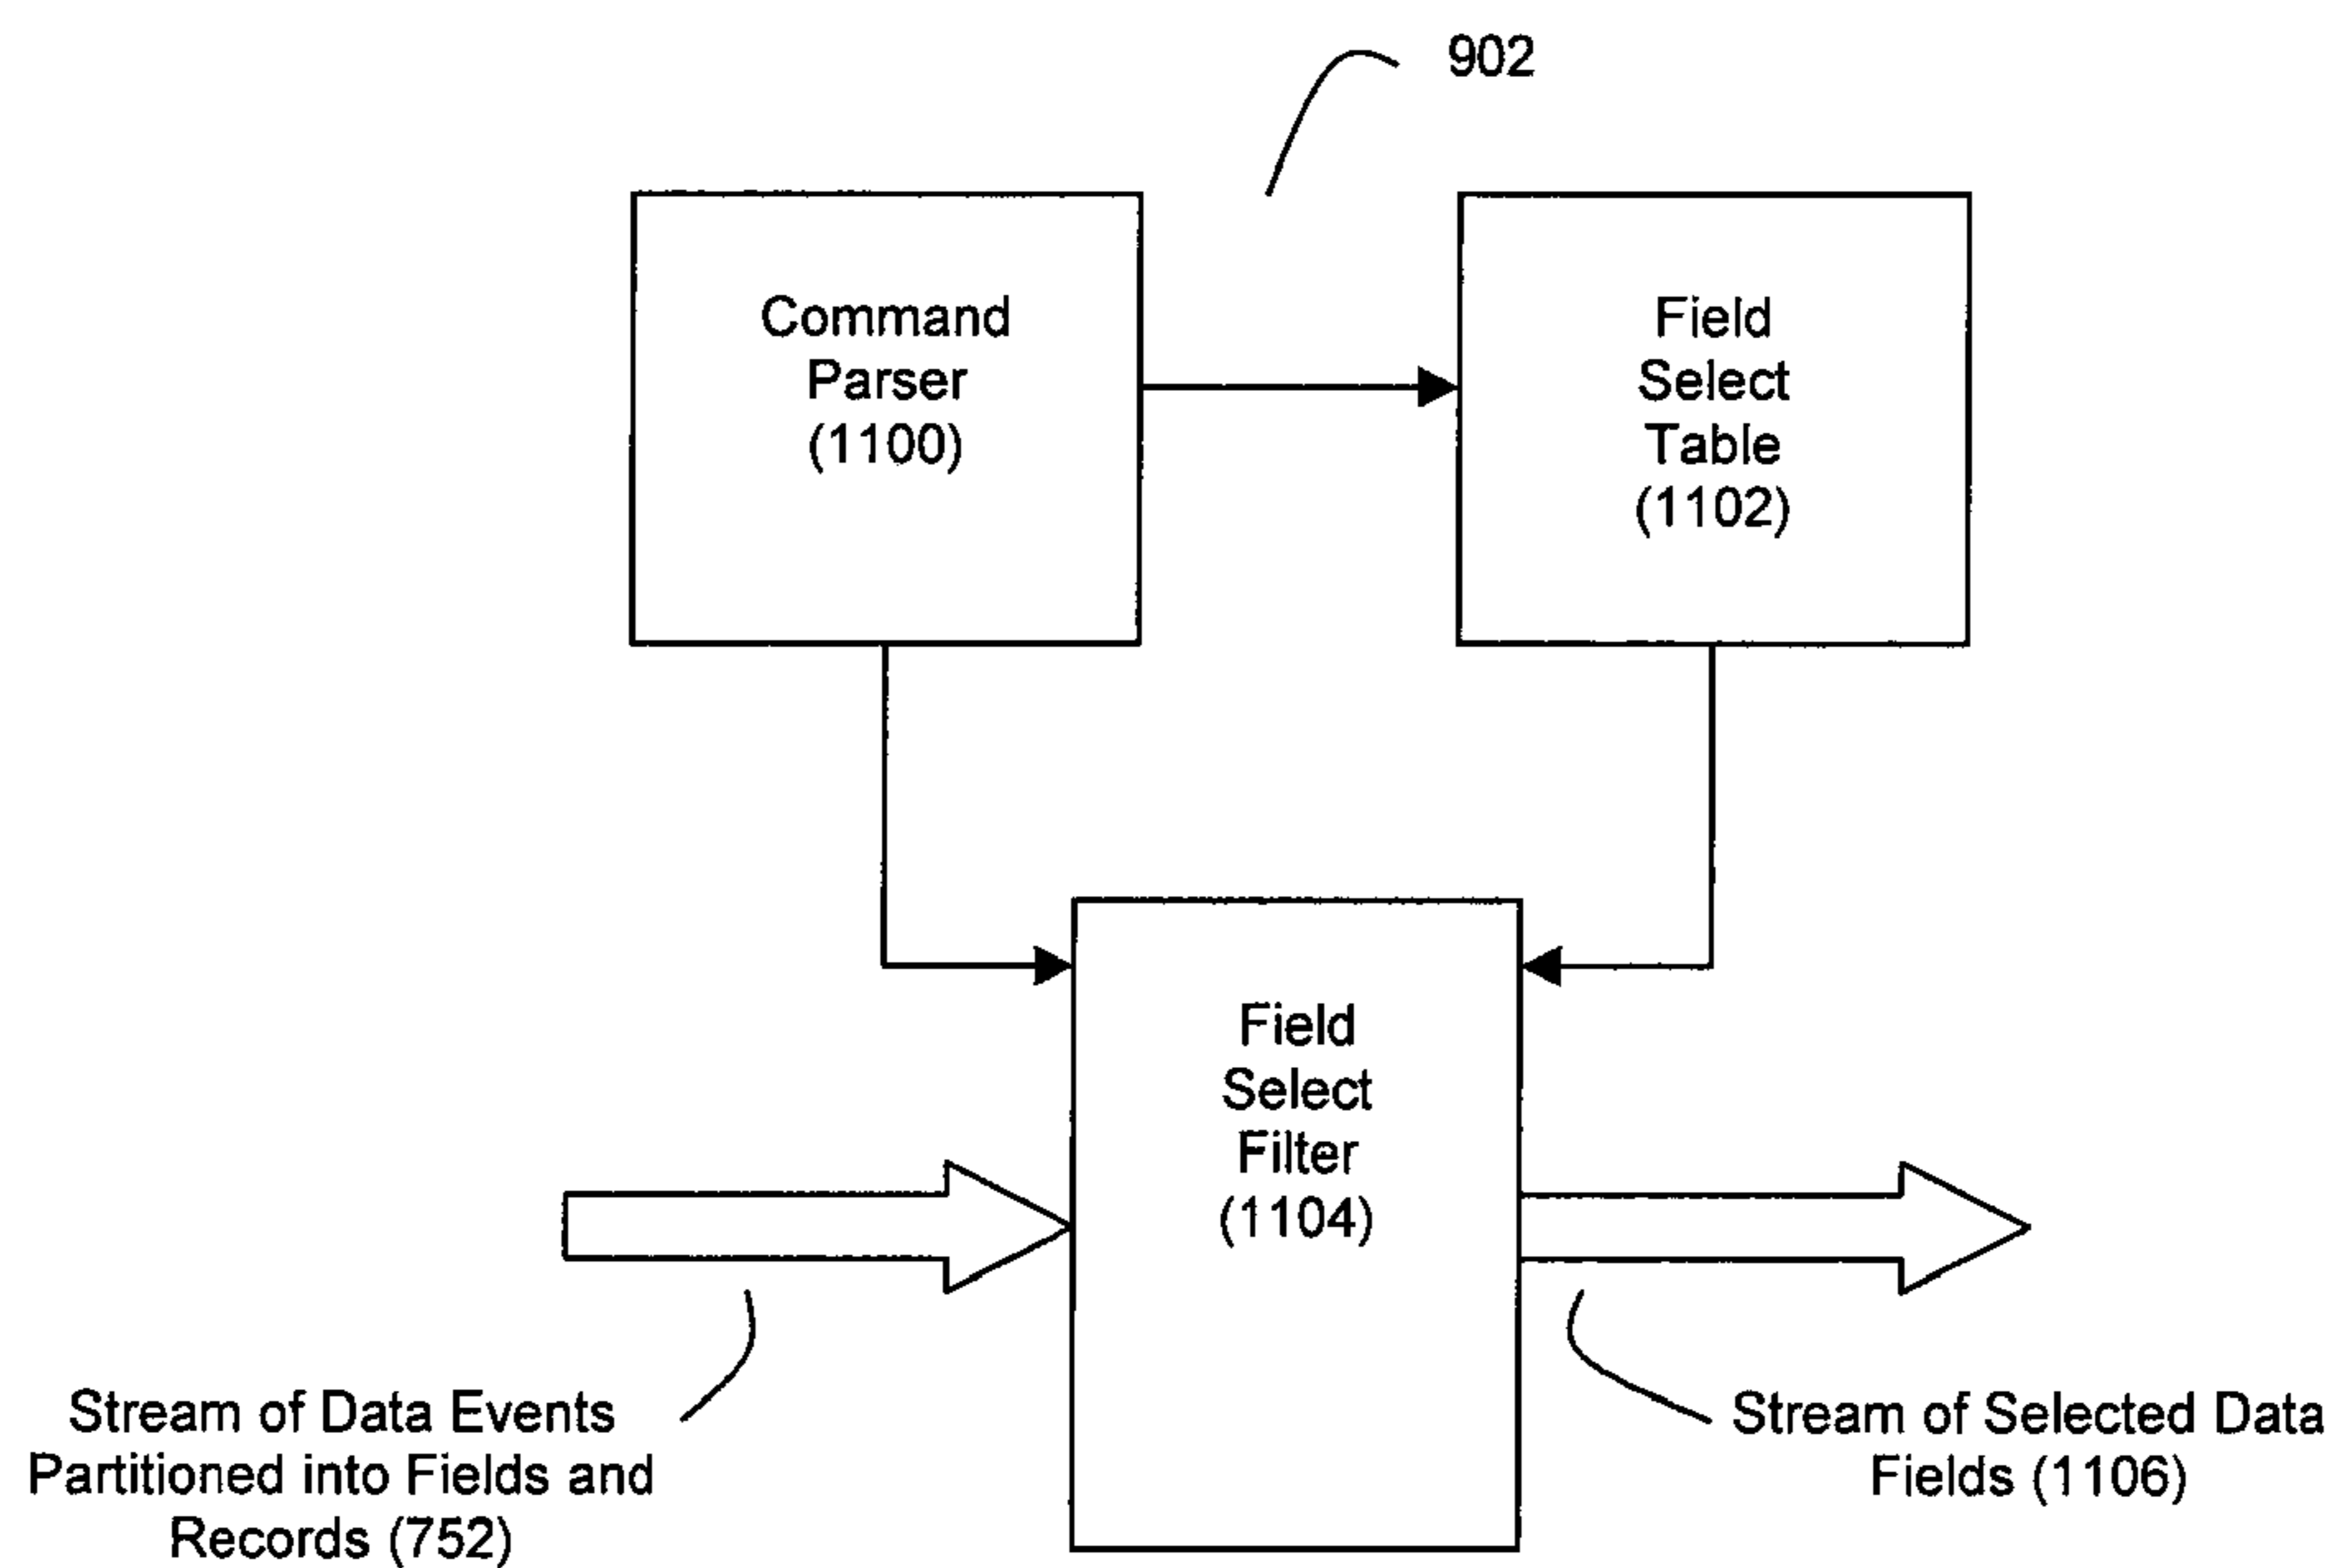 902
Command
Parser
(1100)
Field
Select
Table
(1102)
Field
Select
Filter
(1104)
Stream of Data Events
Partitioned into Fields and
Records (752)
Stream of Selected Data
Fields (1106)